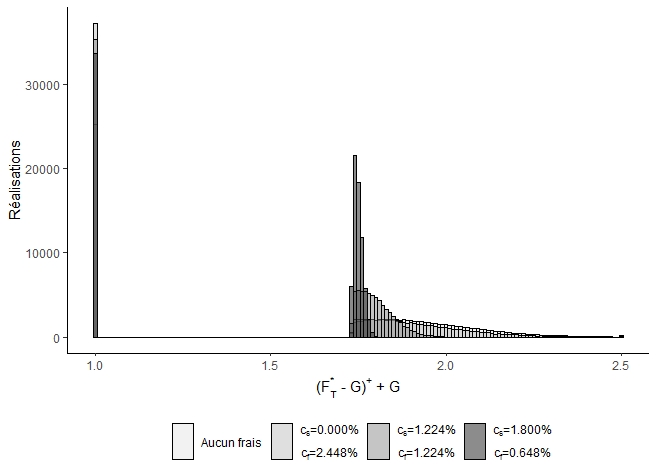 30000
20000
10000
0
Réalisations
1.0 1.5 2.0 2.5
(F*T - G)+ + G
Aucun frais
cs=0.000%
cf=2.448%
cs=1.224%
cf=1.224%
cs=1.800%
cf=0.648%